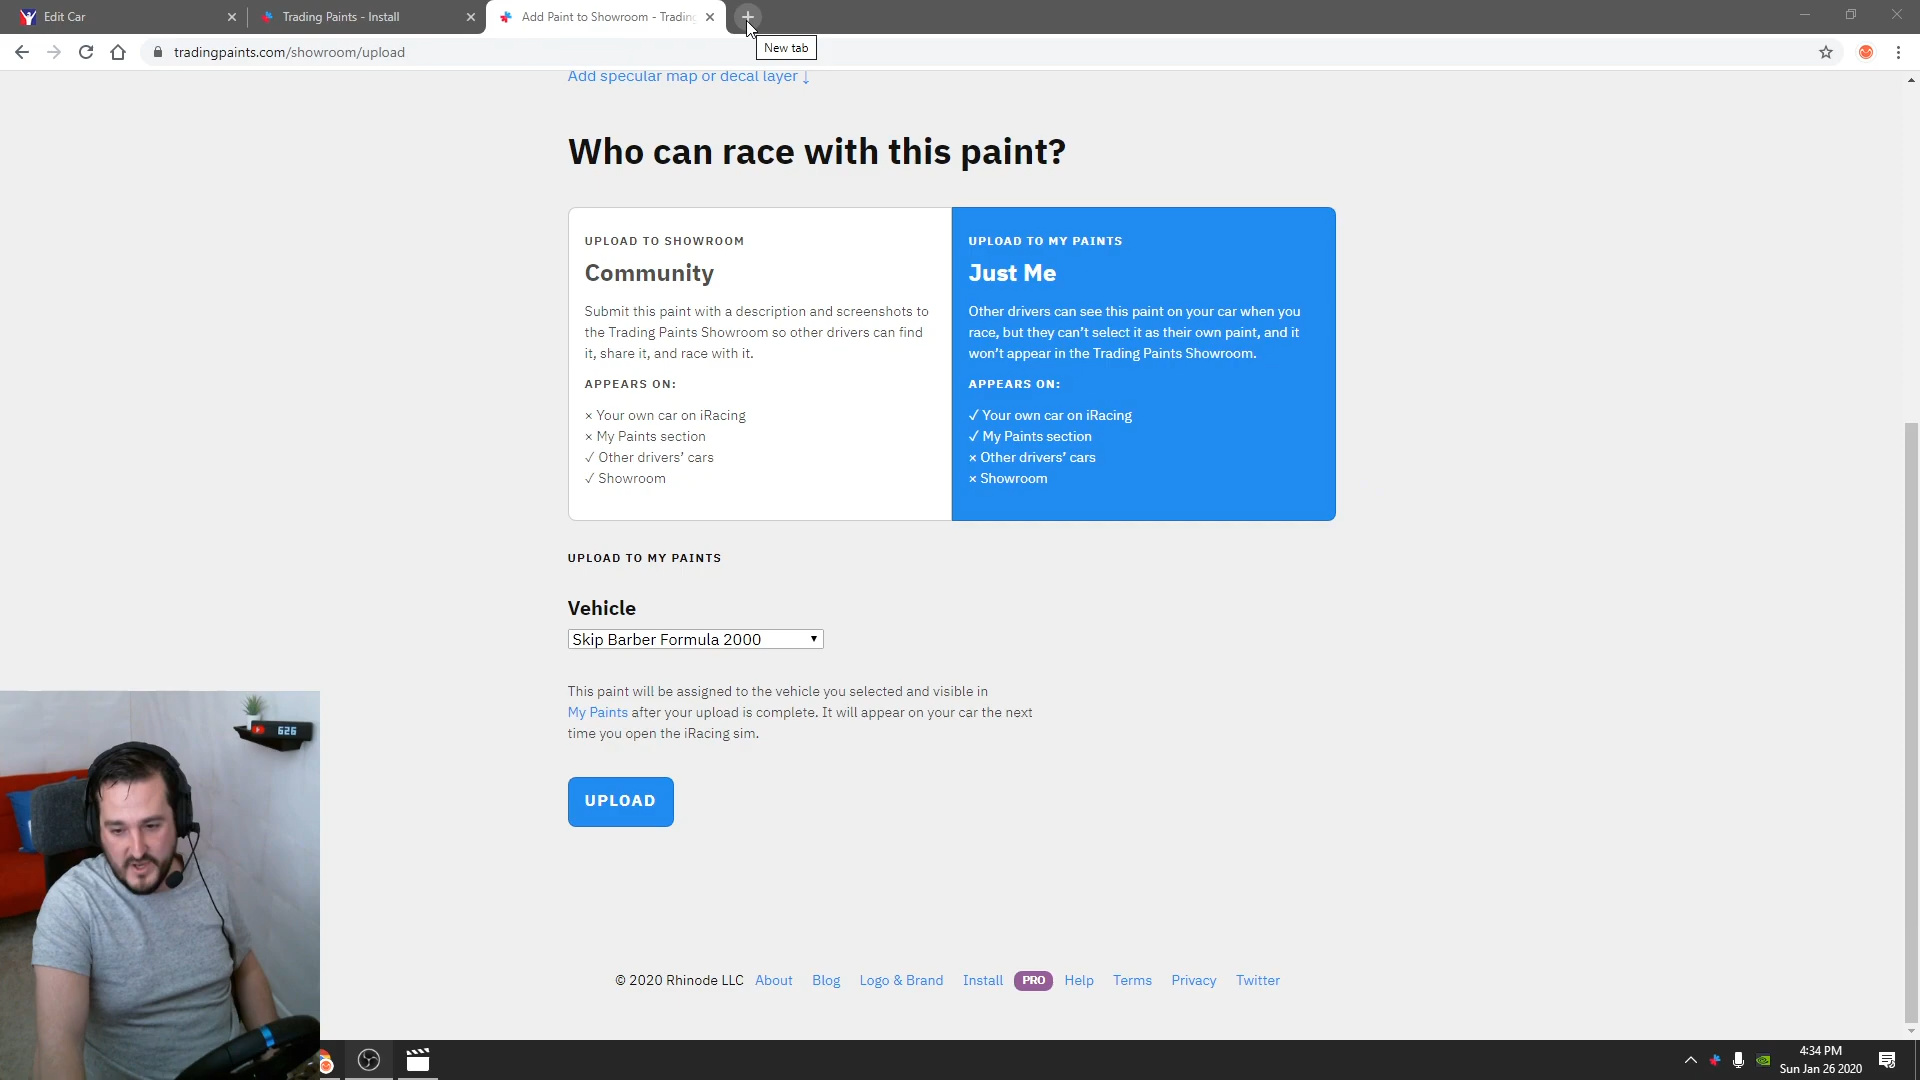 Edit Car
Trading Paints - Install
Add Paint to Showroom - Trading
New tab
tradingpaints.com/showroom/upload
Add specular map or decal layer ↓
Who can race with this paint?
UPLOAD TO SHOWROOM
Community
Submit this paint with a description and screenshots to
the Trading Paints Showroom so other drivers can find
it, share it, and race with it.
APPEARS ON:
× Your own car on iRacing
× My Paints section
✓ Other drivers’ cars
✓ Showroom
UPLOAD TO MY PAINTS
Just Me
Other drivers can see this paint on your car when you
race, but they can’t select it as their own paint, and it
won’t appear in the Trading Paints Showroom.
APPEARS ON:
✓ Your own car on iRacing
✓ My Paints section
× Other drivers’ cars
× Showroom
UPLOAD TO MY PAINTS
Vehicle
Skip Barber Formula 2000
This paint will be assigned to the vehicle you selected and visible in
My Paints after your upload is complete. It will appear on your car the next
time you open the iRacing sim.
UPLOAD
626
© 2020 Rhinode LLC About Blog Logo & Brand Install PRO Help Terms Privacy Twitter
4:34 PM
Sun Jan 26 2020